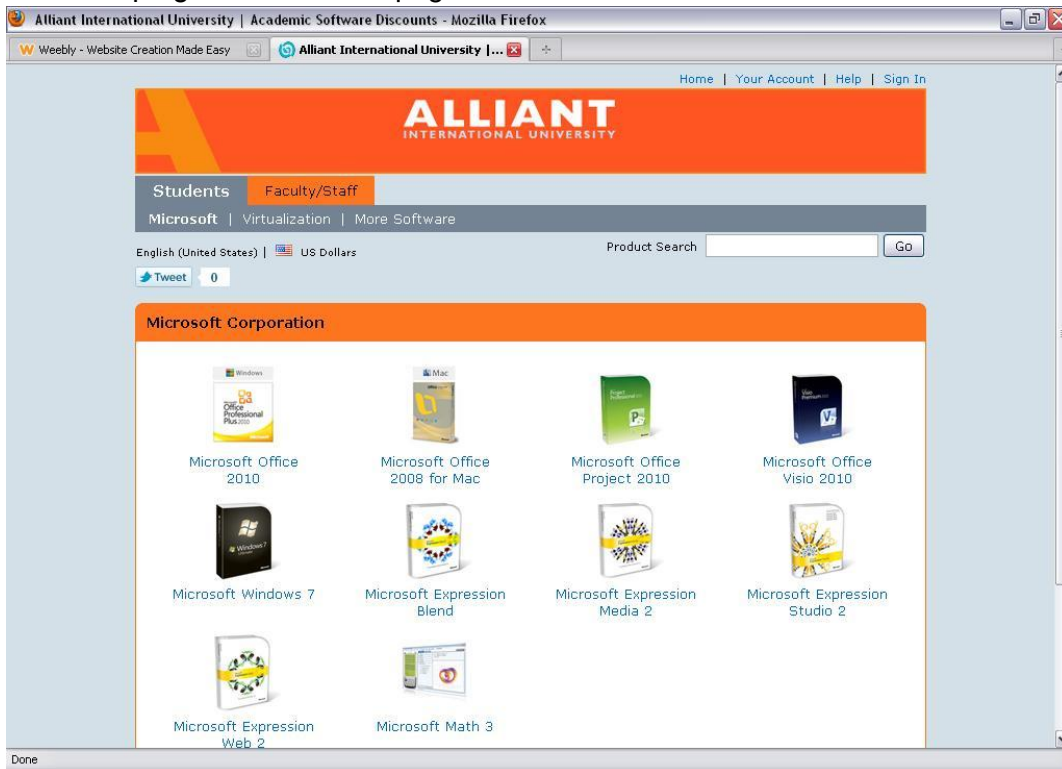 Alliant International University | Academic Software Discounts - Mozilla Firefox
Weebly - Website Creation Made Easy
Alliant International University |...
Home | Your Account | Help | Sign In
ALLIANT
INTERNATIONAL UNIVERSITY
Students Faculty/Staff
Microsoft | Virtualization | More Software
English (United States) | US Dollars
Product Search Go
Tweet 0
Microsoft Corporation
Windows
Office
Professional
Plus 2010
Mac
Microsoft Office
2010
Microsoft Office
2008 for Mac
Microsoft Office
Project 2010
Microsoft Office
Visio 2010
Windows 7
Microsoft Windows 7
Microsoft Expression
Blend
Microsoft Expression
Media 2
Microsoft Expression
Studio 2
Microsoft Expression
Web 2
Microsoft Math 3
Done